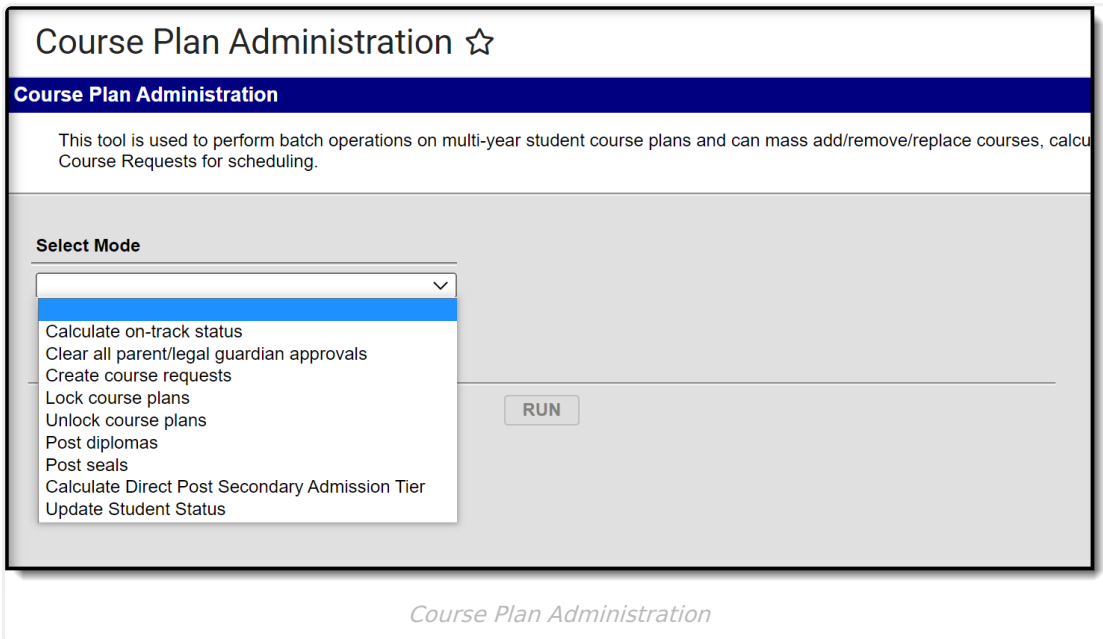 Course Plan Administration
Course Plan Administration
This tool is used to perform batch operations on multi-year student course plans and can mass add/remove/replace courses,
Course Requests for scheduling.
Select Mode
Calculate on-track status
Clear all parent/legal guardian approvals
Create course requests
Lock course plans
Unlock course plans
Post diplomas
Post seals
Calculate Direct Post Secondary Admission Tier
Update Student Status
RUN
Course Plan Administration